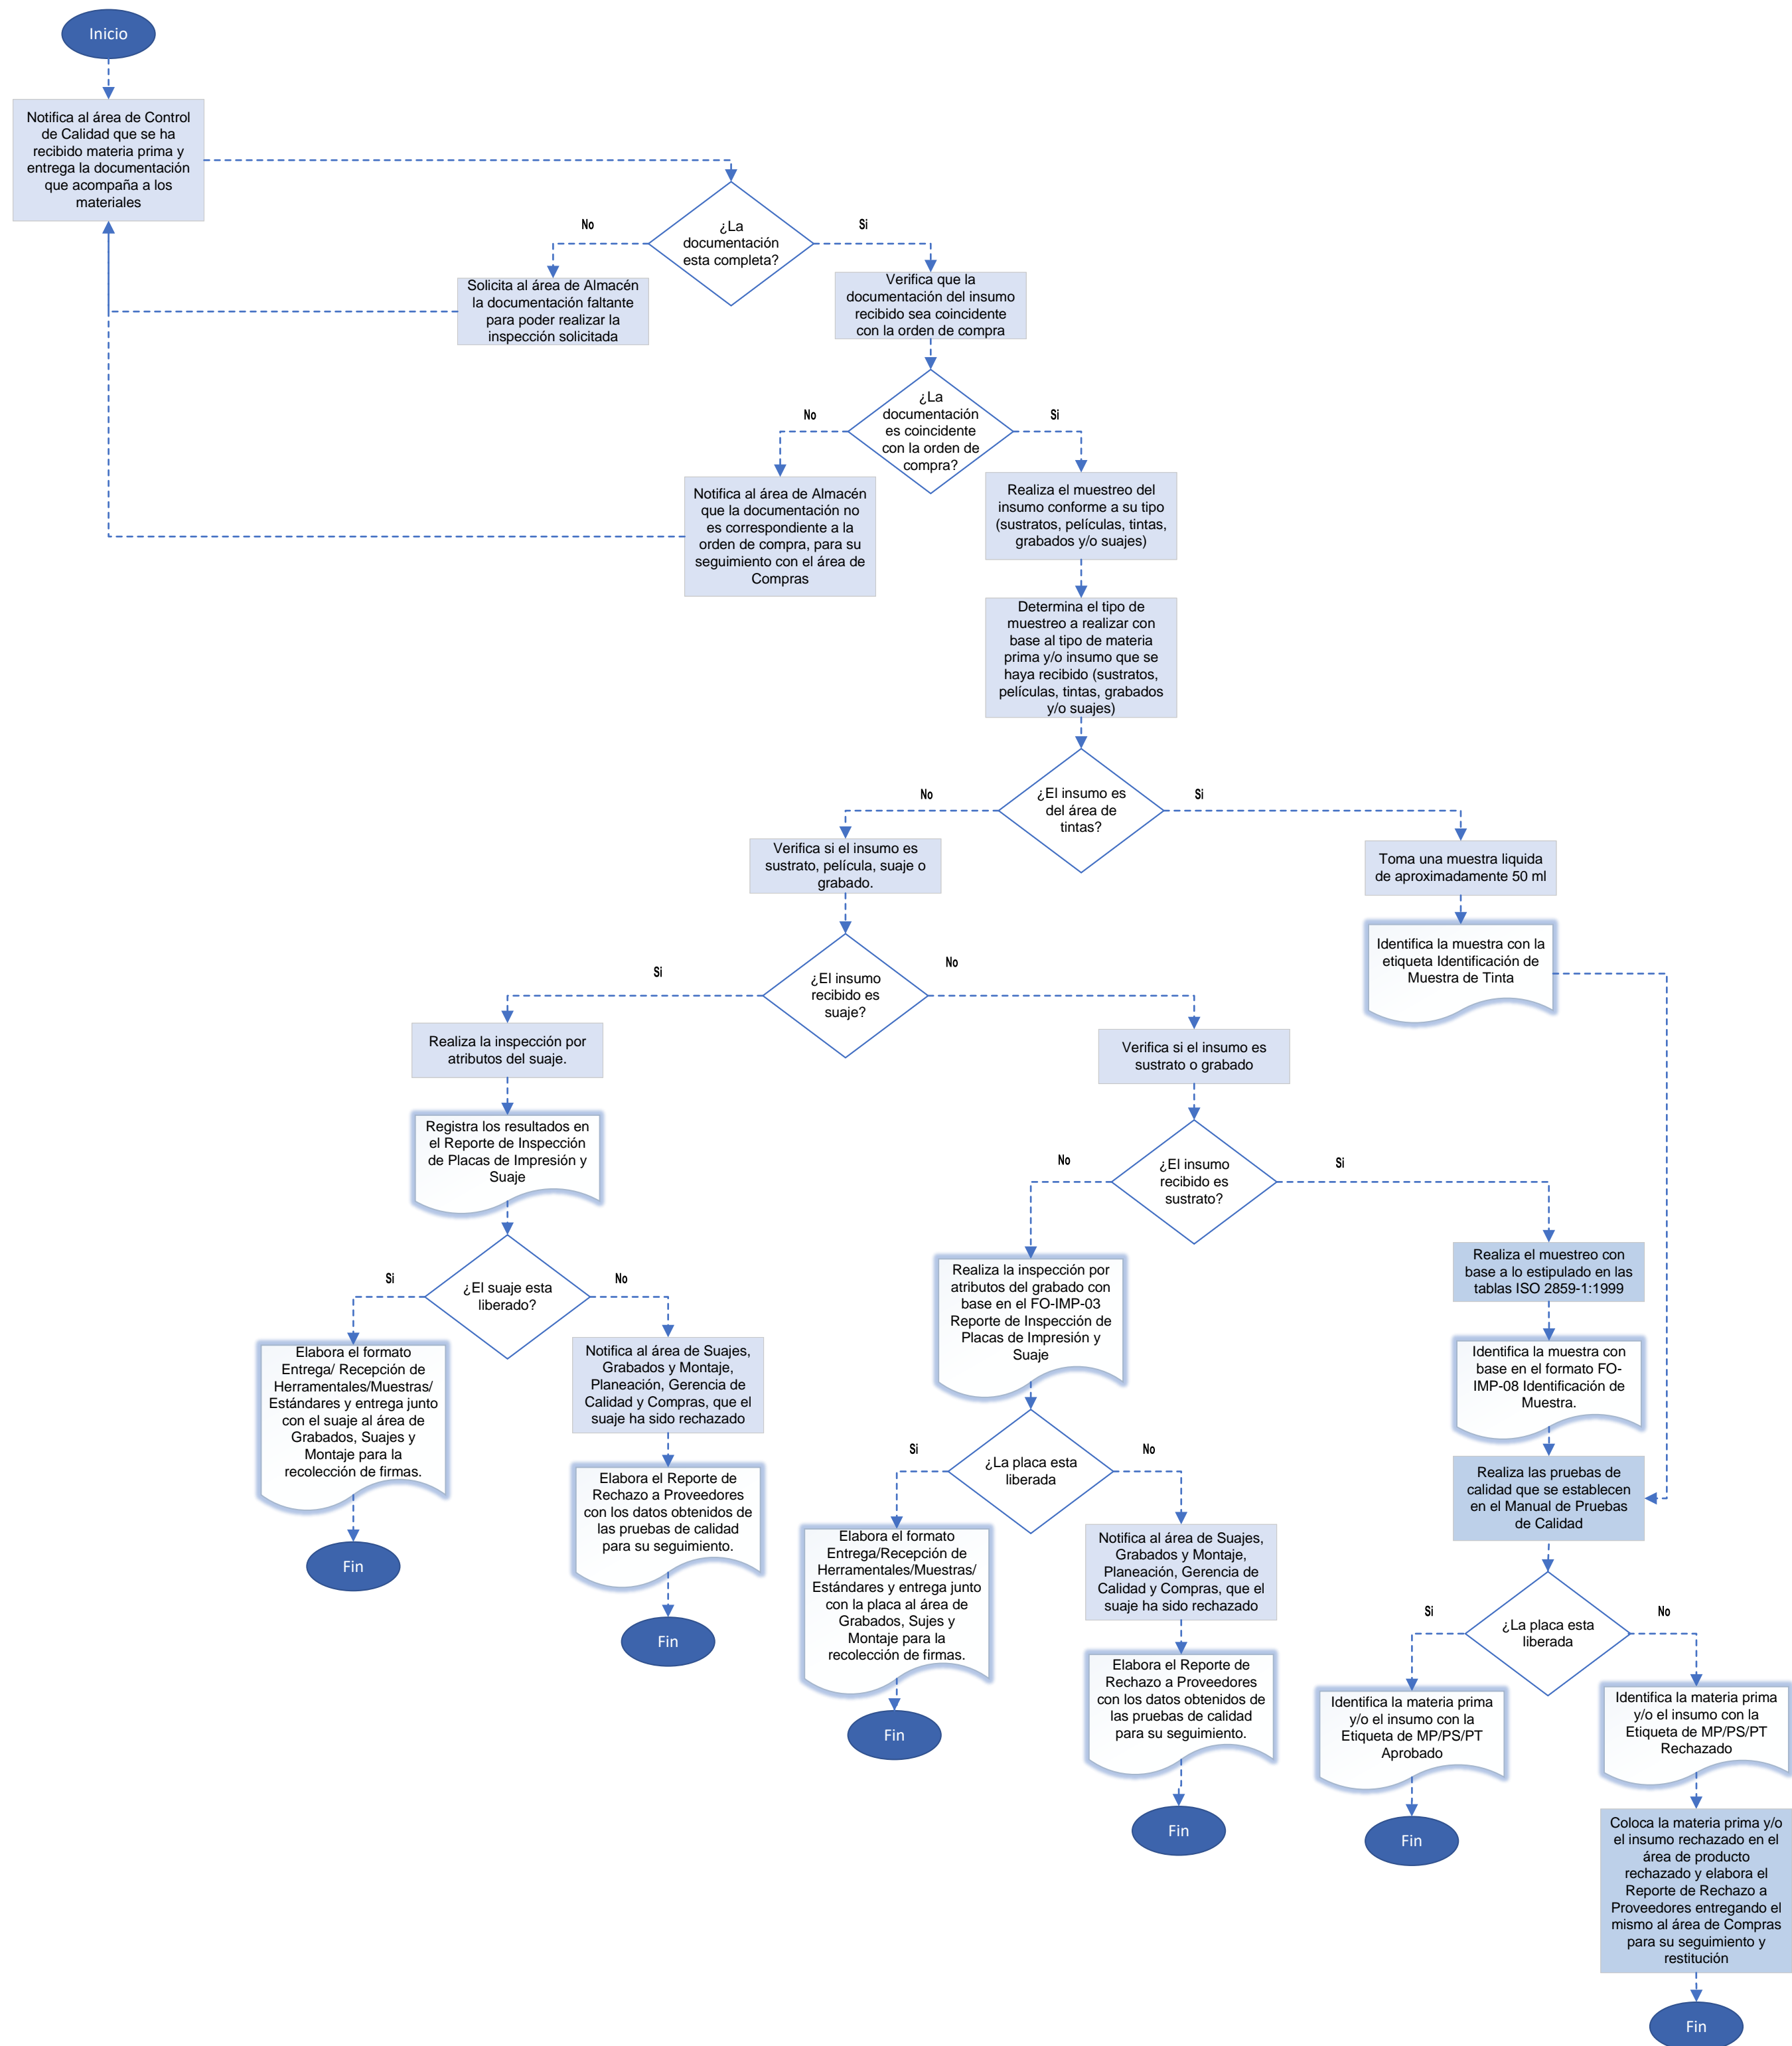 Inicio
Notifica al área de Control
de Calidad que se ha
recibido materia prima y
entrega la documentación
que acompaña a los
materiales
¿La
documentación
esta completa?
No
Si
Solicita al área de Almacén
la documentación faltante
para poder realizar la
inspección solicitada
Verifica que la
documentación del insumo
recibido sea coincidente
con la orden de compra
¿La
documentación
es coincidente
con la orden de
compra?
No
Si
Notifica al área de Almacén
que la documentación no
es correspondiente a la
orden de compra, para su
seguimiento con el área de
Compras
Realiza el muestreo del
insumo conforme a su tipo
(sustratos, películas, tintas,
grabados y/o suajes)
Determina el tipo de
muestreo a realizar con
base al tipo de materia
prima y/o insumo que se
haya recibido (sustratos,
películas, tintas, grabados
y/o suajes)
¿El insumo es
del área de
tintas?
No
Si
Verifica si el insumo es
sustrato, película, suaje o
grabado.
Toma una muestra liquida
de aproximadamente 50 ml
Identifica la muestra con la
etiqueta Identificación de
Muestra de Tinta
¿El insumo
recibido es
suaje?
Si
No
Realiza la inspección por
atributos del suaje.
Verifica si el insumo es
sustrato o grabado
Registra los resultados en
el Reporte de Inspección
de Placas de Impresión y
Suaje
¿El insumo
recibido es
sustrato?
No
Si
¿El suaje esta
liberado?
Si
No
Elabora el formato
Entrega/ Recepción de
Herramentales/Muestras/
Estándares y entrega junto
con el suaje al área de
Grabados, Suajes y
Montaje para la
recolección de firmas.
Fin
Notifica al área de Suajes,
Grabados y Montaje,
Planeación, Gerencia de
Calidad y Compras, que el
suaje ha sido rechazado
Elabora el Reporte de
Rechazo a Proveedores
con los datos obtenidos de
las pruebas de calidad
para su seguimiento.
Fin
Realiza la inspección por
atributos del grabado con
base en el FO-IMP-03
Reporte de Inspección de
Placas de Impresión y
Suaje
¿La placa esta
liberada
Si
No
Elabora el formato
Entrega/Recepción de
Herramentales/Muestras/
Estándares y entrega junto
con la placa al área de
Grabados, Sujes y
Montaje para la
recolección de firmas.
Fin
Notifica al área de Suajes,
Grabados y Montaje,
Planeación, Gerencia de
Calidad y Compras, que el
suaje ha sido rechazado
Elabora el Reporte de
Rechazo a Proveedores
con los datos obtenidos de
las pruebas de calidad
para su seguimiento.
Fin
Realiza el muestreo con
base a lo estipulado en las
tablas ISO 2859-1:1999
Identifica la muestra con
base en el formato FO-
IMP-08 Identificación de
Muestra.
Realiza las pruebas de
calidad que se establecen
en el Manual de Pruebas
de Calidad
¿La placa esta
liberada
Si
No
Identifica la materia prima
y/o el insumo con la
Etiqueta de MP/PS/PT
Aprobado
Fin
Identifica la materia prima
y/o el insumo con la
Etiqueta de MP/PS/PT
Rechazado
Coloca la materia prima y/o
el insumo rechazado en el
área de producto
rechazado y elabora el
Reporte de Rechazo a
Proveedores entregando el
mismo al área de Compras
para su seguimiento y
restitución
Fin